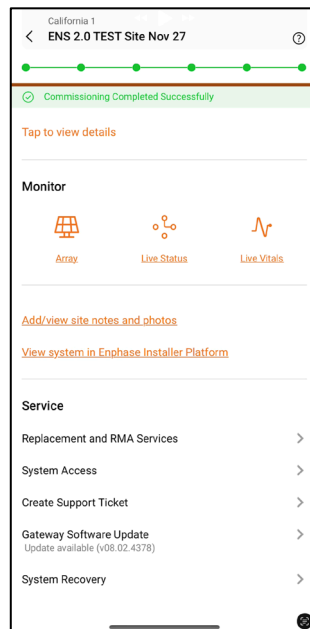 California 1
ENS 2.0 TEST Site Nov 27
Commissioning Completed Successfully
Tap to view details
Monitor
Array
Live Status
Live Vitals
Add/view site notes and photos
View system in Enphase Installer Platform
Service
Replacement and RMA Services
System Access
Create Support Ticket
Gateway Software Update
Update available (v08.02.4378)
System Recovery